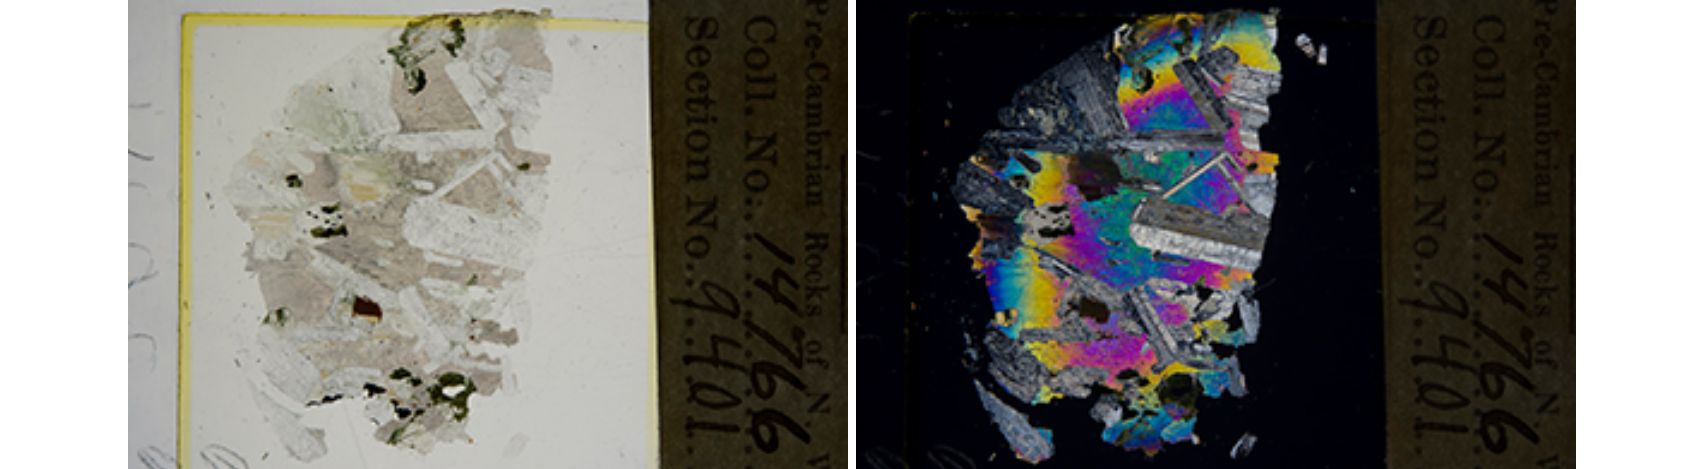 Pre-Cambrian Rocks of N
Coll. No. 14766
Section No. 9401.
Pre-Cambrian Rocks of N
Coll. No. 14766
Section No. 9401.